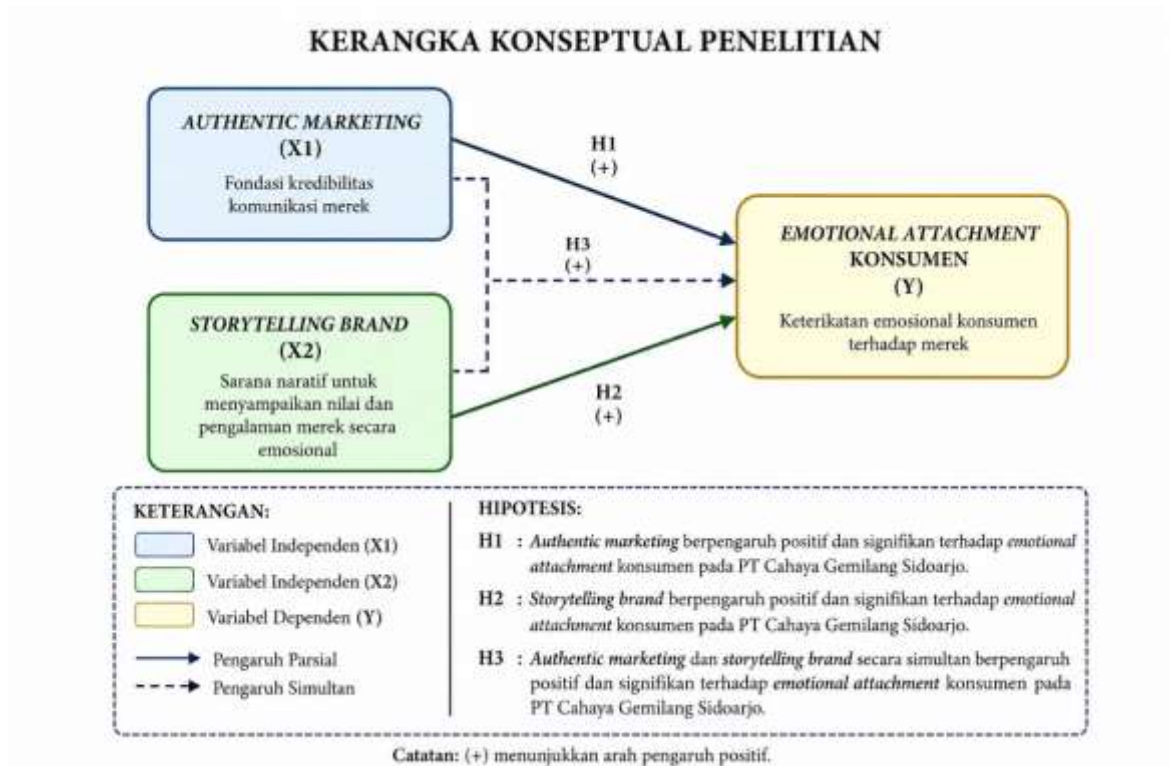 KERANGKA KONSEPTUAL PENELITIAN
AUTHENTIC MARKETING
(X1)
Fondasi kredibilitas
komunikasi merek
H1
(+)
H3
(+)
EMOTIONAL ATTACHMENT
KONSUMEN
(Y)
Keterikatan emosional konsumen
terhadap merek
STORYTELLING BRAND
(X2)
Sarana naratif untuk
menyampaikan nilai dan
pengalaman merek secara
emosional
H2
(+)
KETERANGAN:
Variabel Independen (X1)
Variabel Independen (X2)
Variabel Dependen (Y)
Pengaruh Parsial
Pengaruh Simultan
HIPOTESIS:
H1 : Authentic marketing berpengaruh positif dan signifikan terhadap emotional
attachment konsumen pada PT Cahaya Gemilang Sidoarjo.
H2 : Storytelling brand berpengaruh positif dan signifikan terhadap emotional
attachment konsumen pada PT Cahaya Gemilang Sidoarjo.
H3 : Authentic marketing dan storytelling brand secara simultan berpengaruh
positif dan signifikan terhadap emotional attachment konsumen pada
PT Cahaya Gemilang Sidoarjo.
Catatan: (+) menunjukkan arah pengaruh positif.